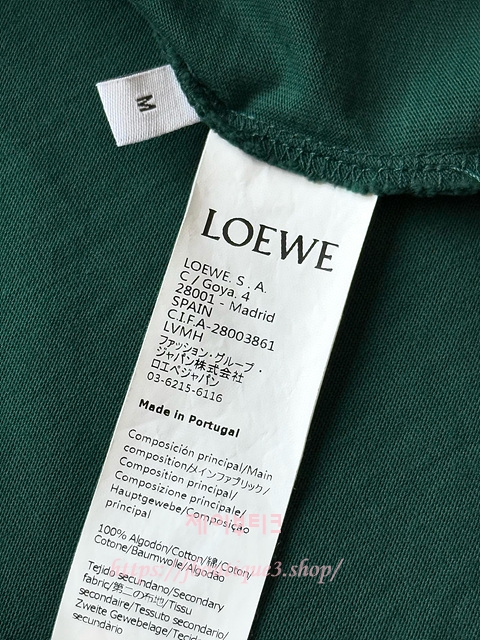 M
LOEWE
LOEWE. S . A.
C / Goya. 4
28001 - Madrid
SPAIN
C.I.F.A-28003861
LVMH
ファッション・グループ・
ジャパン株式会社
ロエベジャパン
03-6215-6116
Made in Portugal
Composición principal/Main
composition/メインファブリック/
Composition principal/
Composizione principale/
Hauptgewebe/Composição
principal
100% Algodón/Cotton/綿/Coton/
Cotone/Baumwolle/Algodão
Tejido secundario/Secondary
fabric/第二の布地/Tissu
secondaire/Tessuto secondario/
Zweite Gewebelage/Tecido
secundário